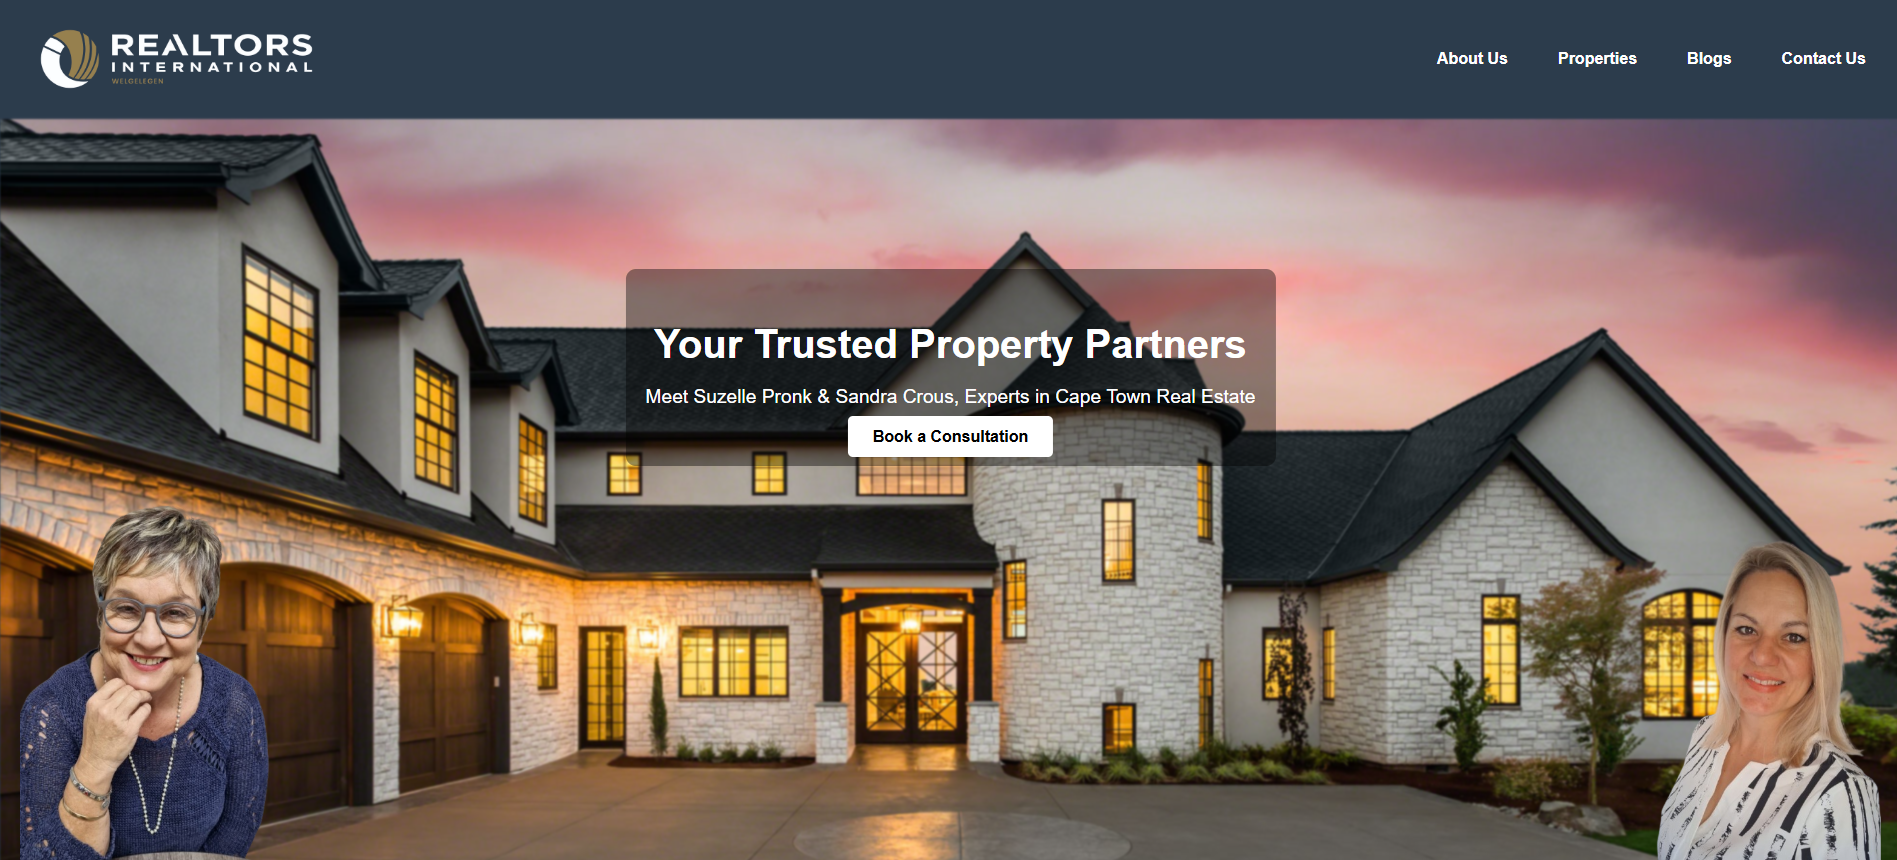 REALTORS
INTERNATIONAL
WELGELEGEN
About Us
Properties
Blogs
Contact Us
Your Trusted Property Partners
Meet Suzelle Pronk & Sandra Crous, Experts in Cape Town Real Estate
Book a Consultation